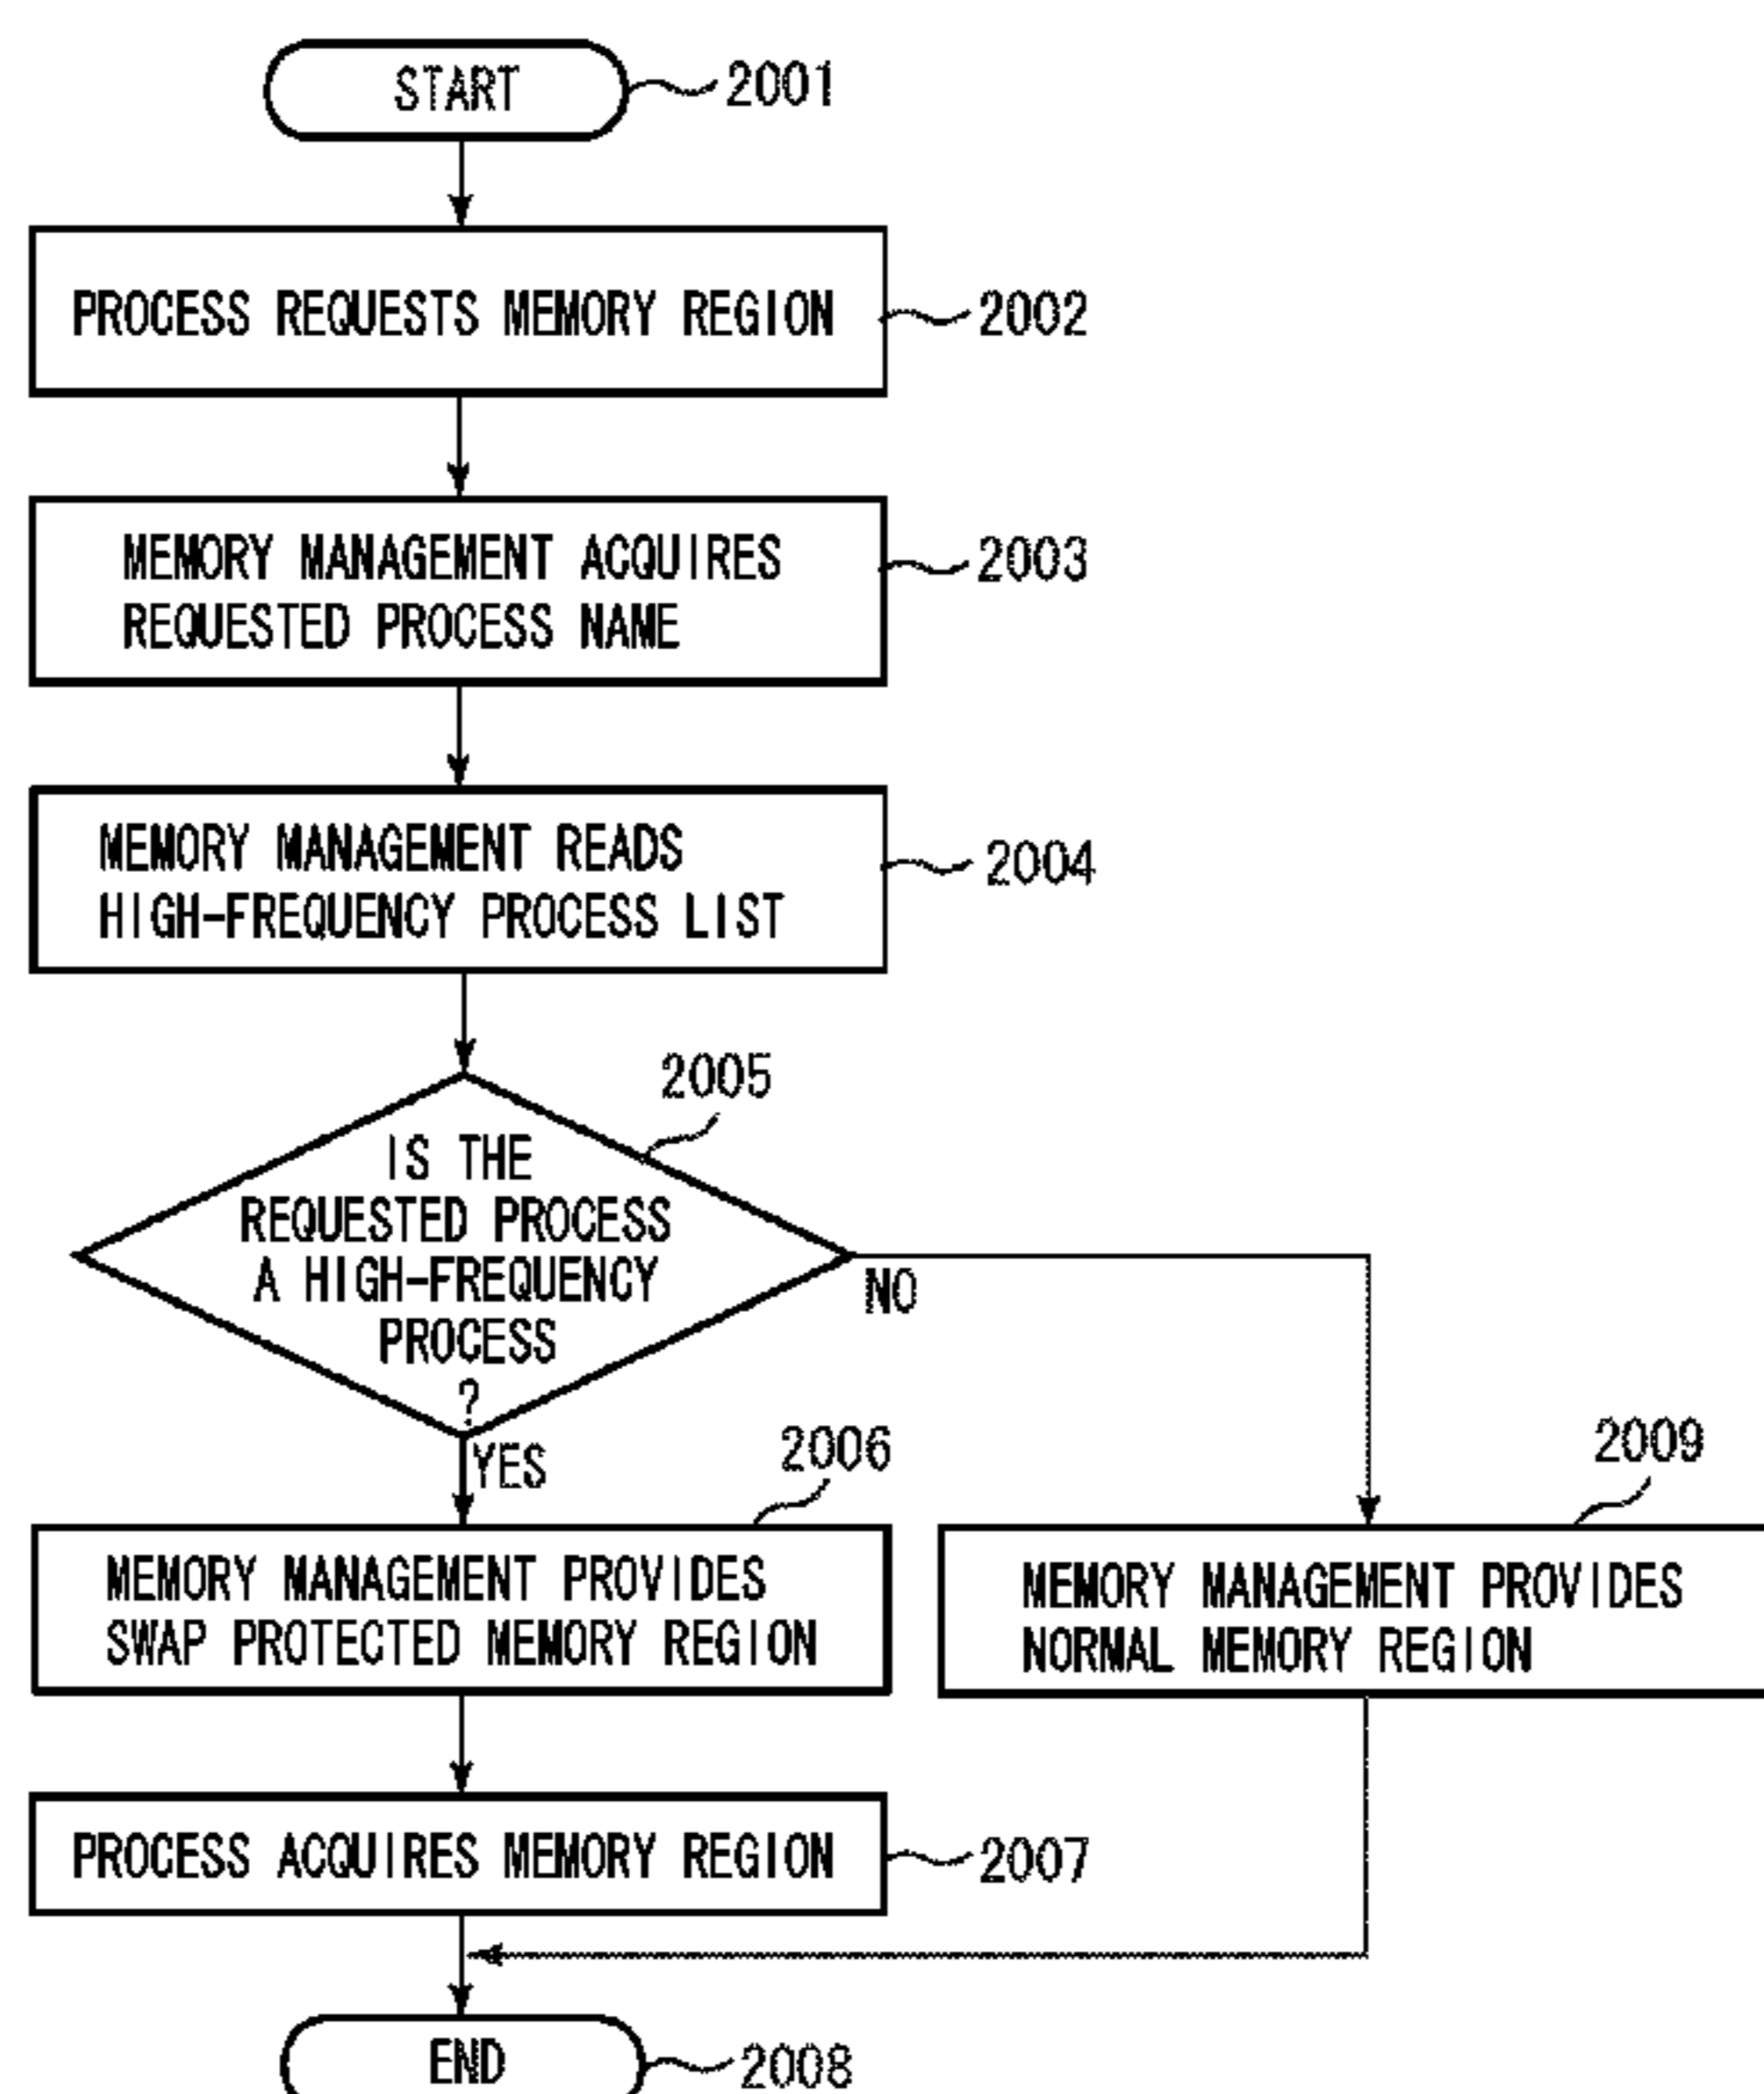 START
2001
PROCESS REQUESTS MEMORY REGION
2002
MEMORY MANAGEMENT ACQUIRES
REQUESTED PROCESS NAME
2003
MEMORY MANAGEMENT READS
HIGH-FREQUENCY PROCESS LIST
2004
2005
IS THE
REQUESTED PROCESS
A HIGH-FREQUENCY
PROCESS
?
NO
YES
2006
2009
MEMORY MANAGEMENT PROVIDES
SWAP PROTECTED MEMORY REGION
MEMORY MANAGEMENT PROVIDES
NORMAL MEMORY REGION
PROCESS ACQUIRES MEMORY REGION
2007
END
2008